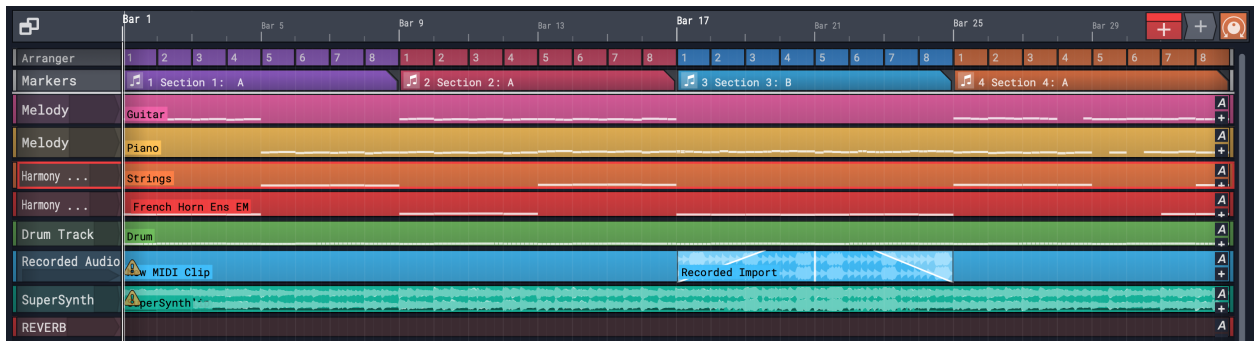 Bar 1 Bar 5 Bar 9 Bar 13 Bar 17 Bar 21 Bar 25 Bar 29
Arranger 1 2 3 4 5 6 7 8 1 2 3 4 5 6 7 8 1 2 3 4 5 6 7 8 1 2 3 4 5 6 7 8
Markers 1 Section 1: A 2 Section 2: A 3 Section 3: B 4 Section 4: A
Melody Guitar A
Melody Piano A
Harmony ... Strings A
Harmony ... French Horn Ens EM A
Drum Track Drum A
Recorded Audio MIDI Clip Recorded Import A
SuperSynth A
REVERB A